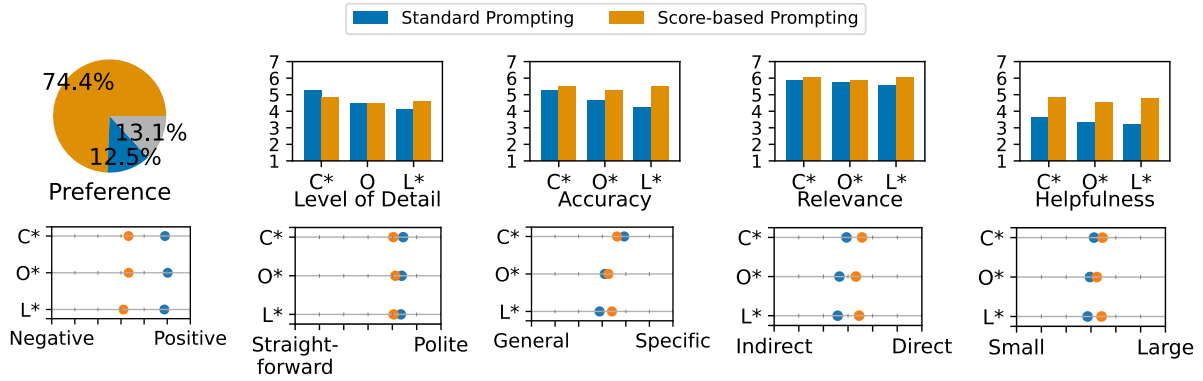 Standard Prompting Score-based Prompting
74.4%
13.1%
12.5%
Preference
7
6
5
4
3
2
1
C* O L*
Level of Detail
7
6
5
4
3
2
1
C* O* L*
Accuracy
7
6
5
4
3
2
1
C* O* L*
Relevance
7
6
5
4
3
2
1
C* O* L*
Helpfulness
C*
O*
L*
Negative Positive
C*
O*
L*
Straight-
forward
Polite
C*
O*
L*
General Specific
C*
O*
L*
Indirect Direct
C*
O*
L*
Small Large